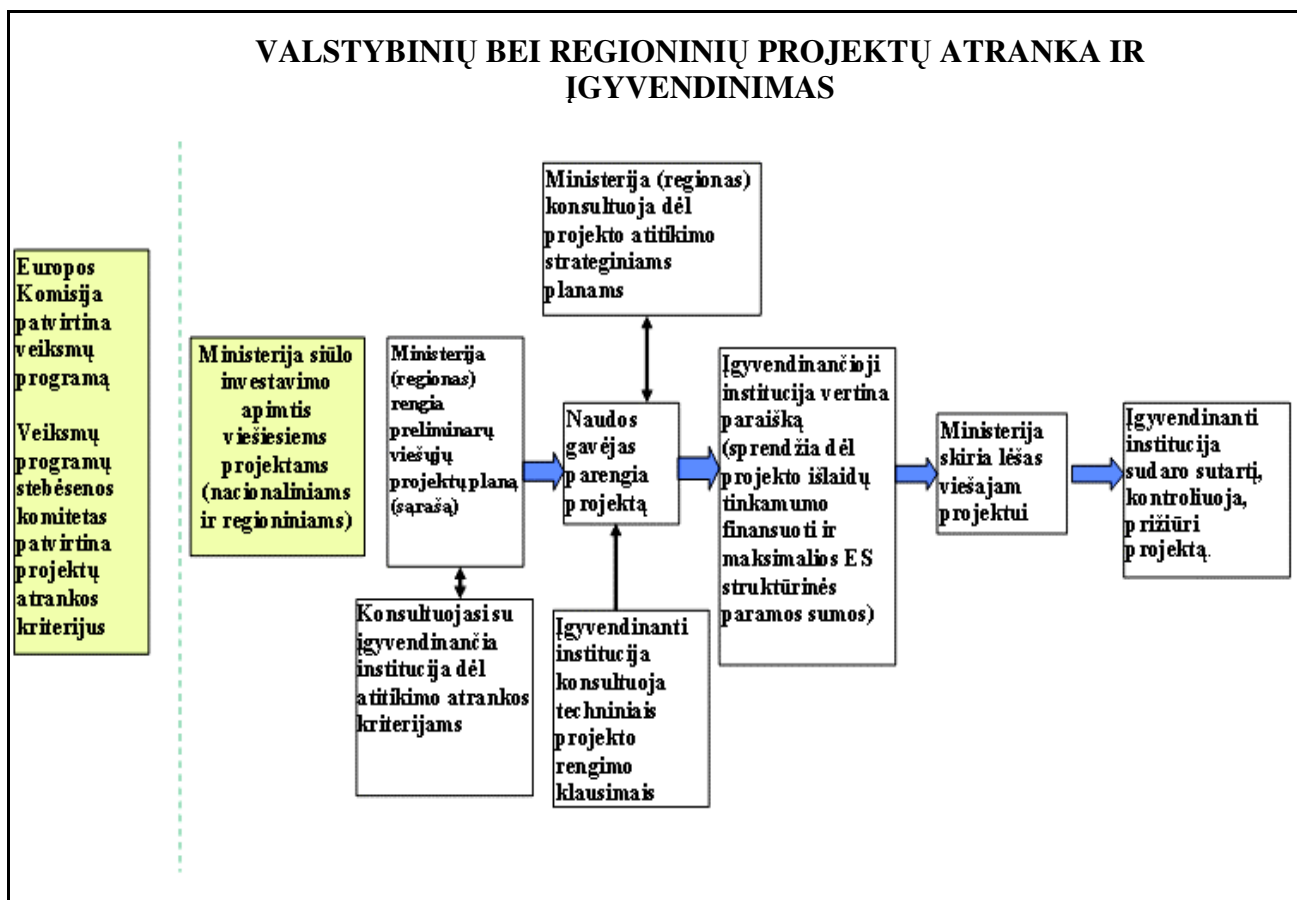 VALSTYBINIŲ BEI REGIONINIŲ PROJEKTŲ ATRANKA IR
ĮGYVENDINIMAS
Europos
Komisija
patvirtina
veiksmų
programą
Veiksmų
programų
stebėsenos
komitetas
patvirtina
projektų
atrankos
kriterijus
Ministerija siūlo
investavimo
apimtis
viešiesiems
projektams
(nacionaliniams
ir regioniniams)
Ministerija
(regionas)
rengia
preliminarų
viešųjų
projektų planą
(sąrašą)
Konsultuojasi su
įgyvendinančia
institucija dėl
atitikimo atrankos
kriterijams
Ministerija (regionas)
konsultuoja dėl
projekto atitikimo
strateginiams
planams
Naudos
gavėjas
parengia
projektą
Įgyvendinanti
institucija
konsultuoja
techniniais
projekto
rengimo
klausimais
Įgyvendinančioji
institucija vertina
paraišką
(sprendžia dėl
projekto išlaidų
tinkamumo
finansuoti ir
maksimalios ES
struktūrinės
paramos sumos)
Ministerija
skiria lėšas
viešajam
projektui
Įgyvendinanti
institucija
sudaro sutartį,
kontroliuoja,
prižiūri
projektą.